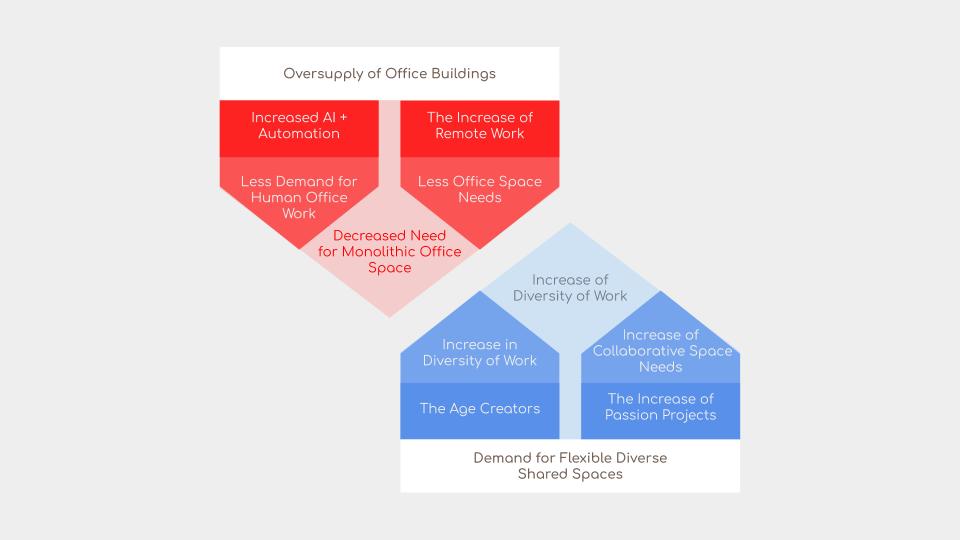 Oversupply of Office Buildings
Increased AI +
Automation
The Increase of
Remote Work
Less Demand for
Human Office
Work
Less Office Space
Needs
Decreased Need
for Monolithic Office
Space
Increase of
Diversity of Work
Increase in
Diversity of Work
Increase of
Collaborative Space
Needs
The Age Creators
The Increase of
Passion Projects
Demand for Flexible Diverse
Shared Spaces